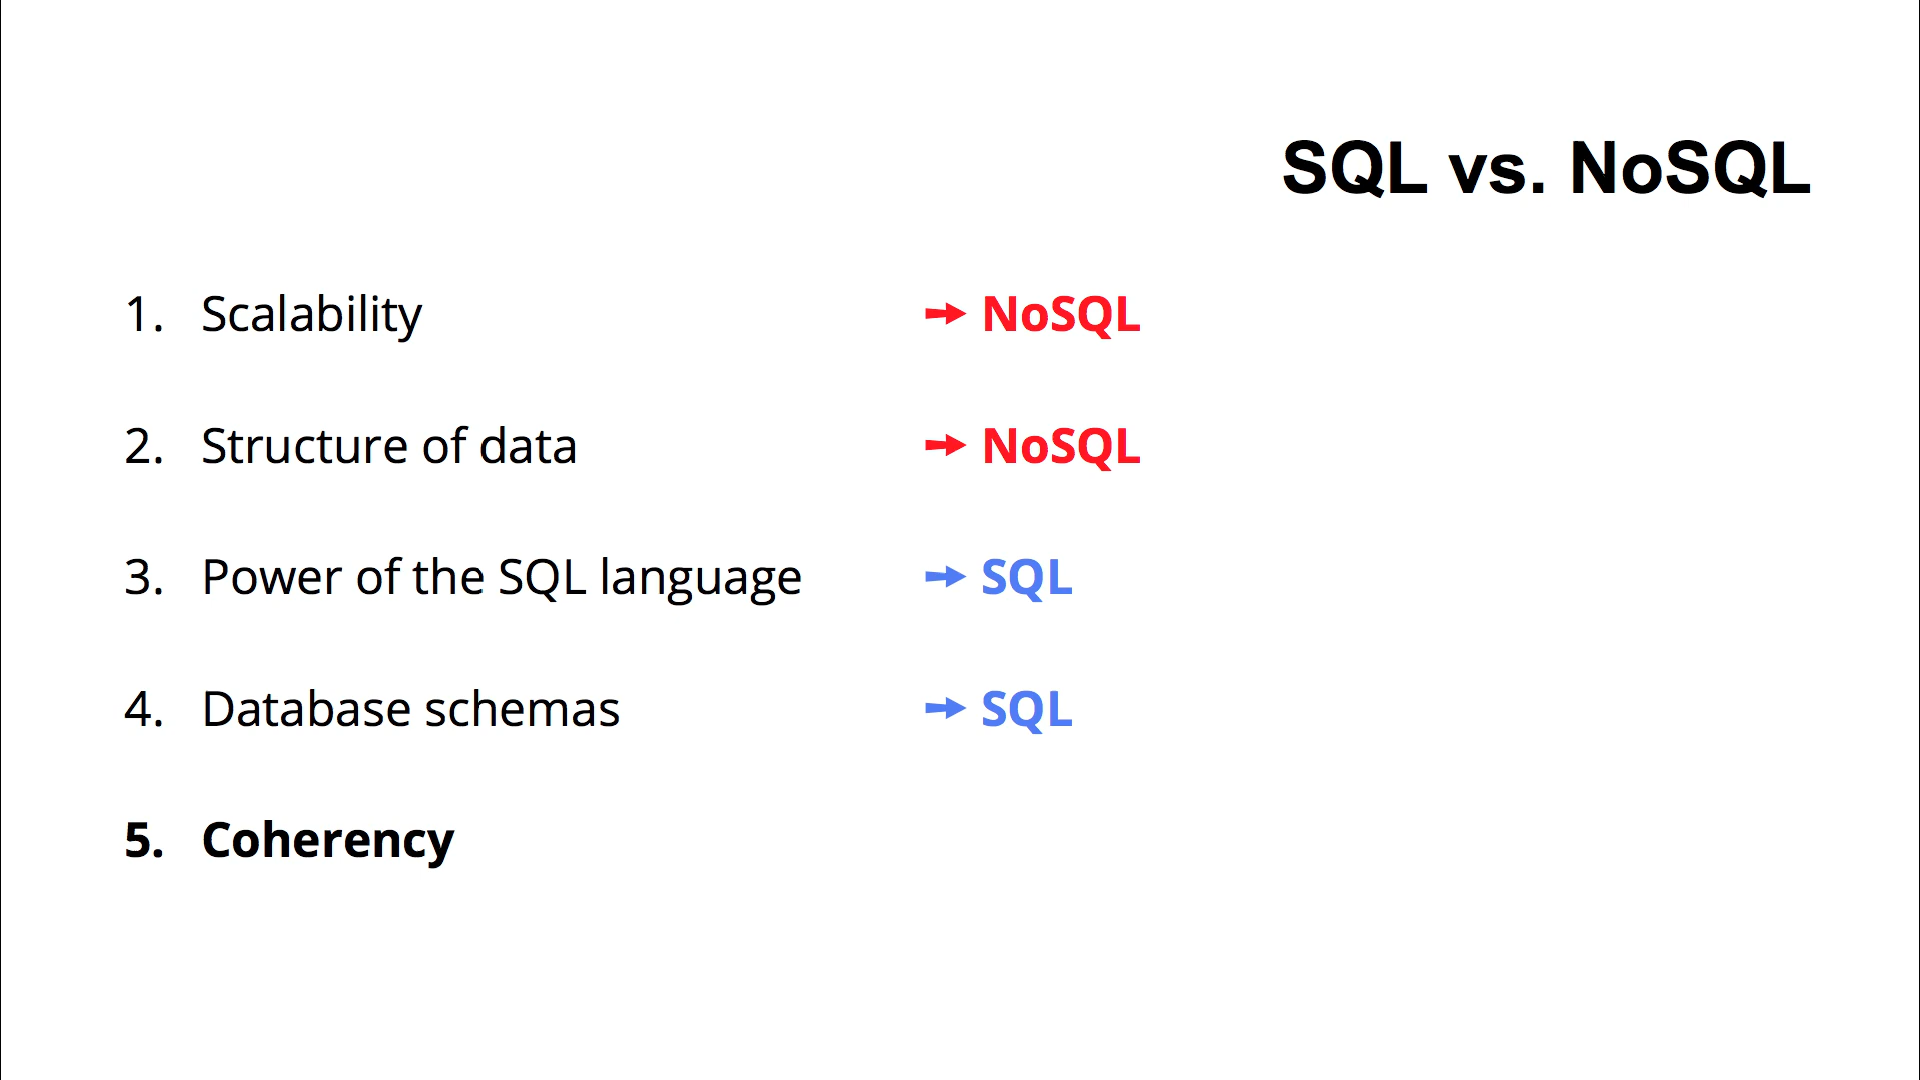 SQL vs. NoSQL
1. Scalability ➙ NoSQL
2. Structure of data ➙ NoSQL
3. Power of the SQL language ➙ SQL
4. Database schemas ➙ SQL
5. Coherency